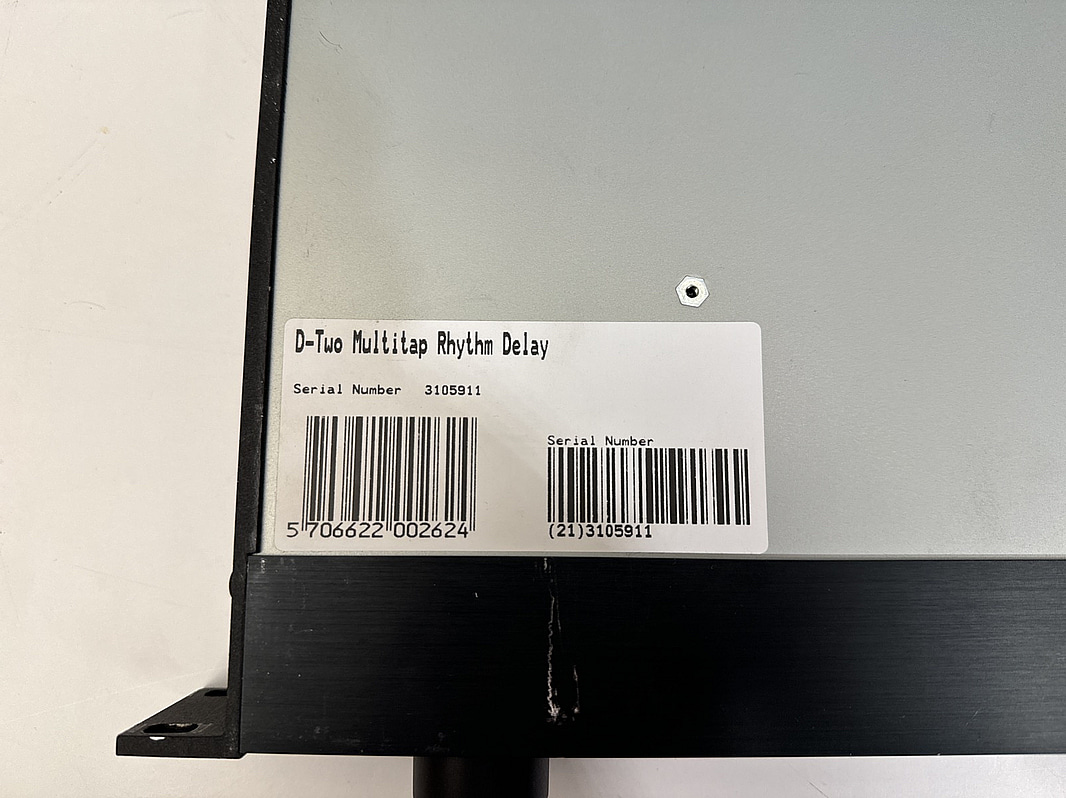 D-Two Multitap Rhythm Delay
Serial Number 3105911
Serial Number
5 706622 002624
(21)3105911